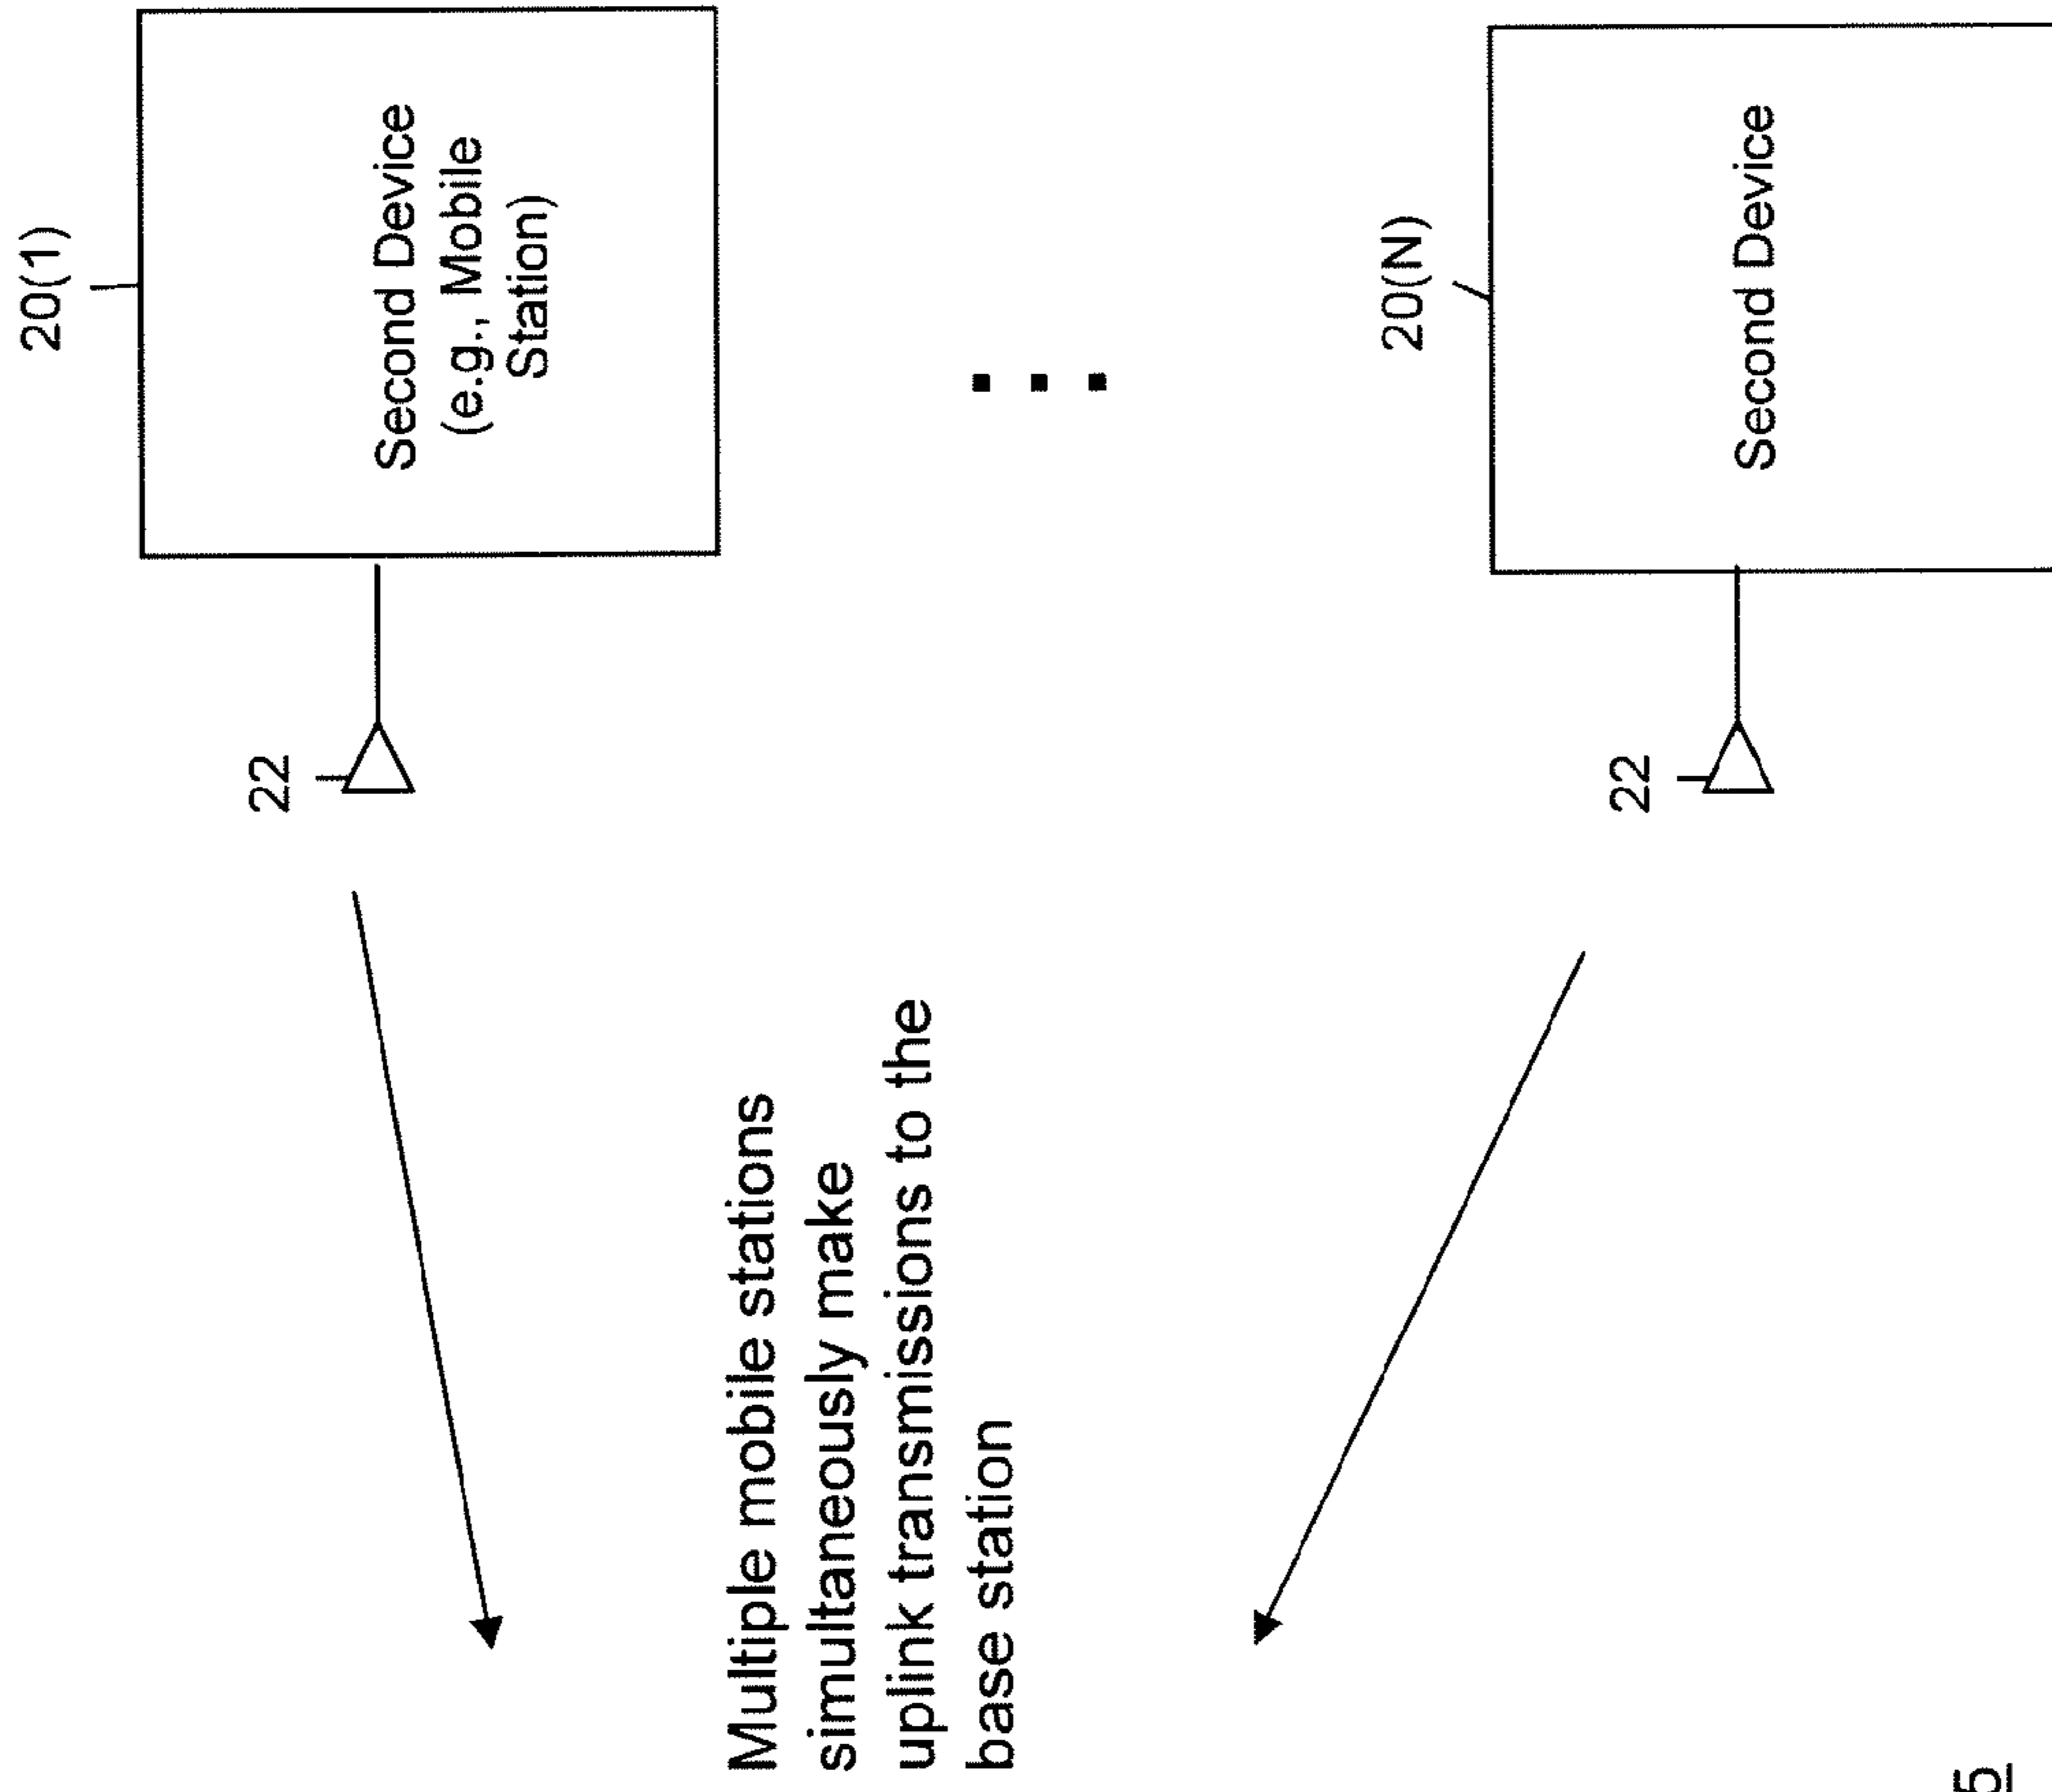 20(1)
22
Second Device
(e.g., Mobile
Station)
Multiple mobile stations
simultaneously make
uplink transmissions to the
base station
20(N)
22
Second Device
5